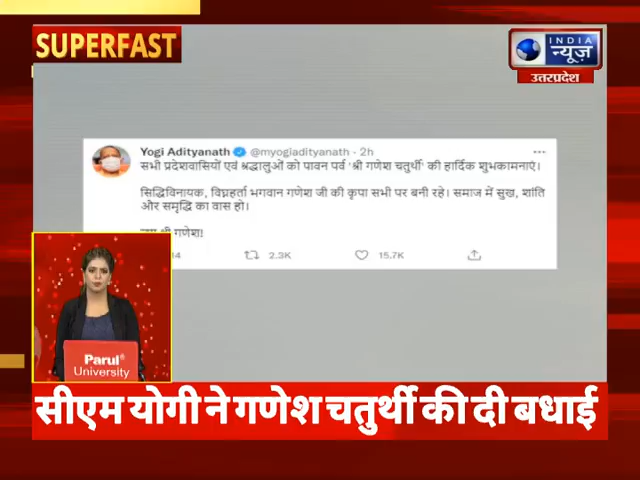 SUPERFAST
INDIA
न्यूज़
उत्तरप्रदेश
Yogi Adityanath @myogiadityanath · 2h
सभी प्रदेशवासियों एवं श्रद्धालुओं को पावन पर्व 'श्री गणेश चतुर्थी' की हार्दिक शुभकामनाएं।
सिद्धिविनायक, विघ्नहर्ता भगवान गणेश जी की कृपा सभी पर बनी रहे। समाज में सुख, शांति
और समृद्धि का वास हो।
श्री गणेश!
14 2.3K 15.7K
Parul®
University
सीएम योगी ने गणेश चतुर्थी की दी बधाई